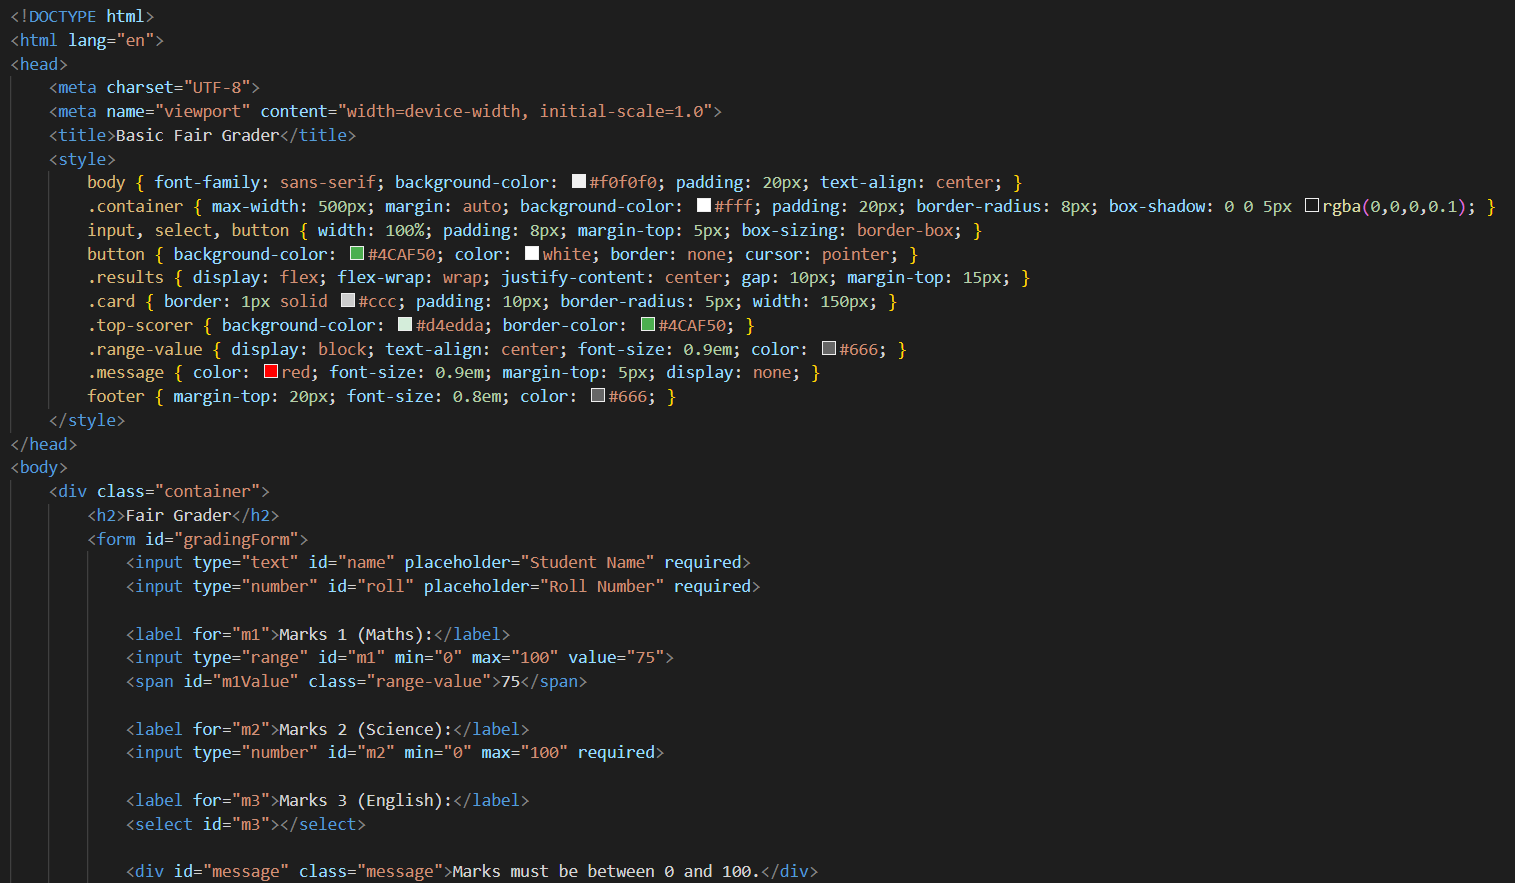 <!DOCTYPE html>
<html lang="en">
<head>
    <meta charset="UTF-8">
    <meta name="viewport" content="width=device-width, initial-scale=1.0">
    <title>Basic Fair Grader</title>
    <style>
        body { font-family: sans-serif; background-color: #f0f0f0; padding: 20px; text-align: center; }
        .container { max-width: 500px; margin: auto; background-color: #fff; padding: 20px; border-radius: 8px; box-shadow: 0 0 5px rgba(0,0,0,0.1); }
        input, select, button { width: 100%; padding: 8px; margin-top: 5px; box-sizing: border-box; }
        button { background-color: #4CAF50; color: white; border: none; cursor: pointer; }
        .results { display: flex; flex-wrap: wrap; justify-content: center; gap: 10px; margin-top: 15px; }
        .card { border: 1px solid #ccc; padding: 10px; border-radius: 5px; width: 150px; }
        .top-scorer { background-color: #d4edda; border-color: #4CAF50; }
        .range-value { display: block; text-align: center; font-size: 0.9em; color: #666; }
        .message { color: red; font-size: 0.9em; margin-top: 5px; display: none; }
        footer { margin-top: 20px; font-size: 0.8em; color: #666; }
    </style>
</head>
<body>
    <div class="container">
        <h2>Fair Grader</h2>
        <form id="gradingForm">
            <input type="text" id="name" placeholder="Student Name" required>
            <input type="number" id="roll" placeholder="Roll Number" required>

            <label for="m1">Marks 1 (Maths):</label>
            <input type="range" id="m1" min="0" max="100" value="75">
            <span id="m1Value" class="range-value">75</span>

            <label for="m2">Marks 2 (Science):</label>
            <input type="number" id="m2" min="0" max="100" required>

            <label for="m3">Marks 3 (English):</label>
            <select id="m3"></select>

            <div id="message" class="message">Marks must be between 0 and 100.</div>